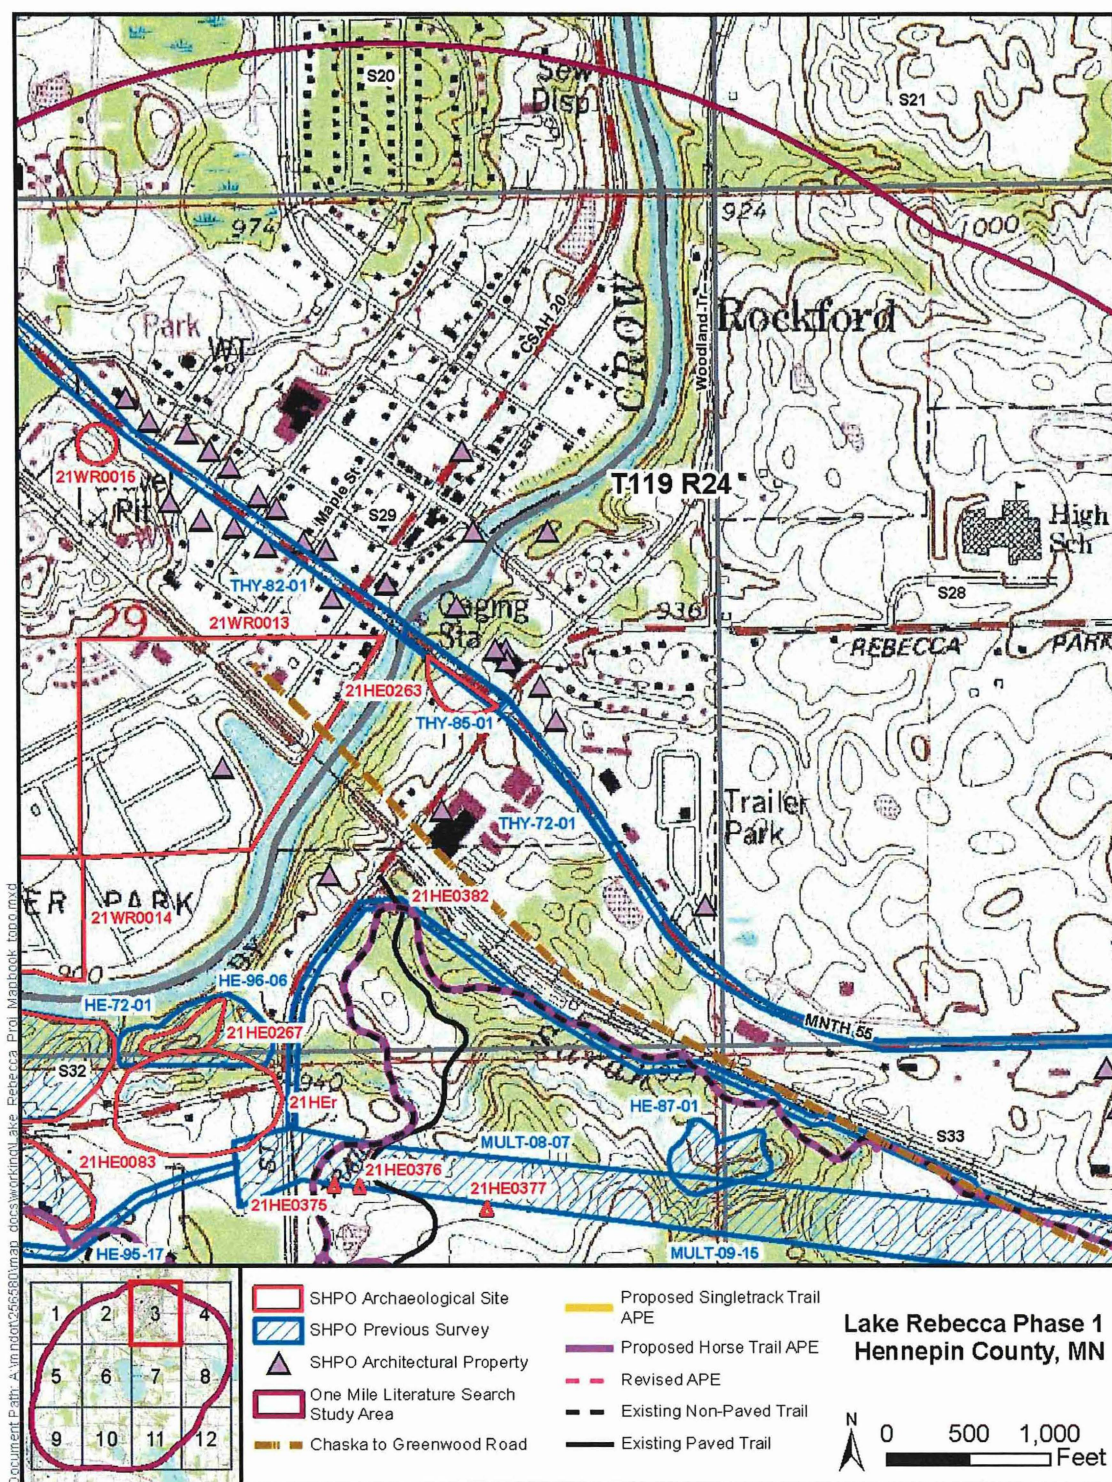 S20
Sew
Disp
S21
974
924
1000
Park
WT
CSAH 20
CROW
Woodland Tr
Rockford
21WR0015
Pit
Maple St
S29
T119 R24
High
Sch
THY-82-01
21WR0013
29
Gaging
Sta
936
S28
REBECCA
PARK
21HE0263
THY-85-01
THY-72-01
Trailer
Park
ER PARK
21WR0014
21HE0382
900
HE-72-01
HE-96-06
21HE0267
MNTH 55
S32
940
21HEr
HE-87-01
S33
21HE0083
MULT-08-07
21HE0376
21HE0375
21HE0377
HE-95-17
MULT-09-15
1 2 3 4
5 6 7 8
9 10 11 12
SHPO Archaeological Site
SHPO Previous Survey
SHPO Architectural Property
One Mile Literature Search
Study Area
Chaska to Greenwood Road
Proposed Singletrack Trail
APE
Proposed Horse Trail APE
Revised APE
Existing Non-Paved Trail
Existing Paved Trail
Lake Rebecca Phase 1
Hennepin County, MN
N
0 500 1,000
Feet